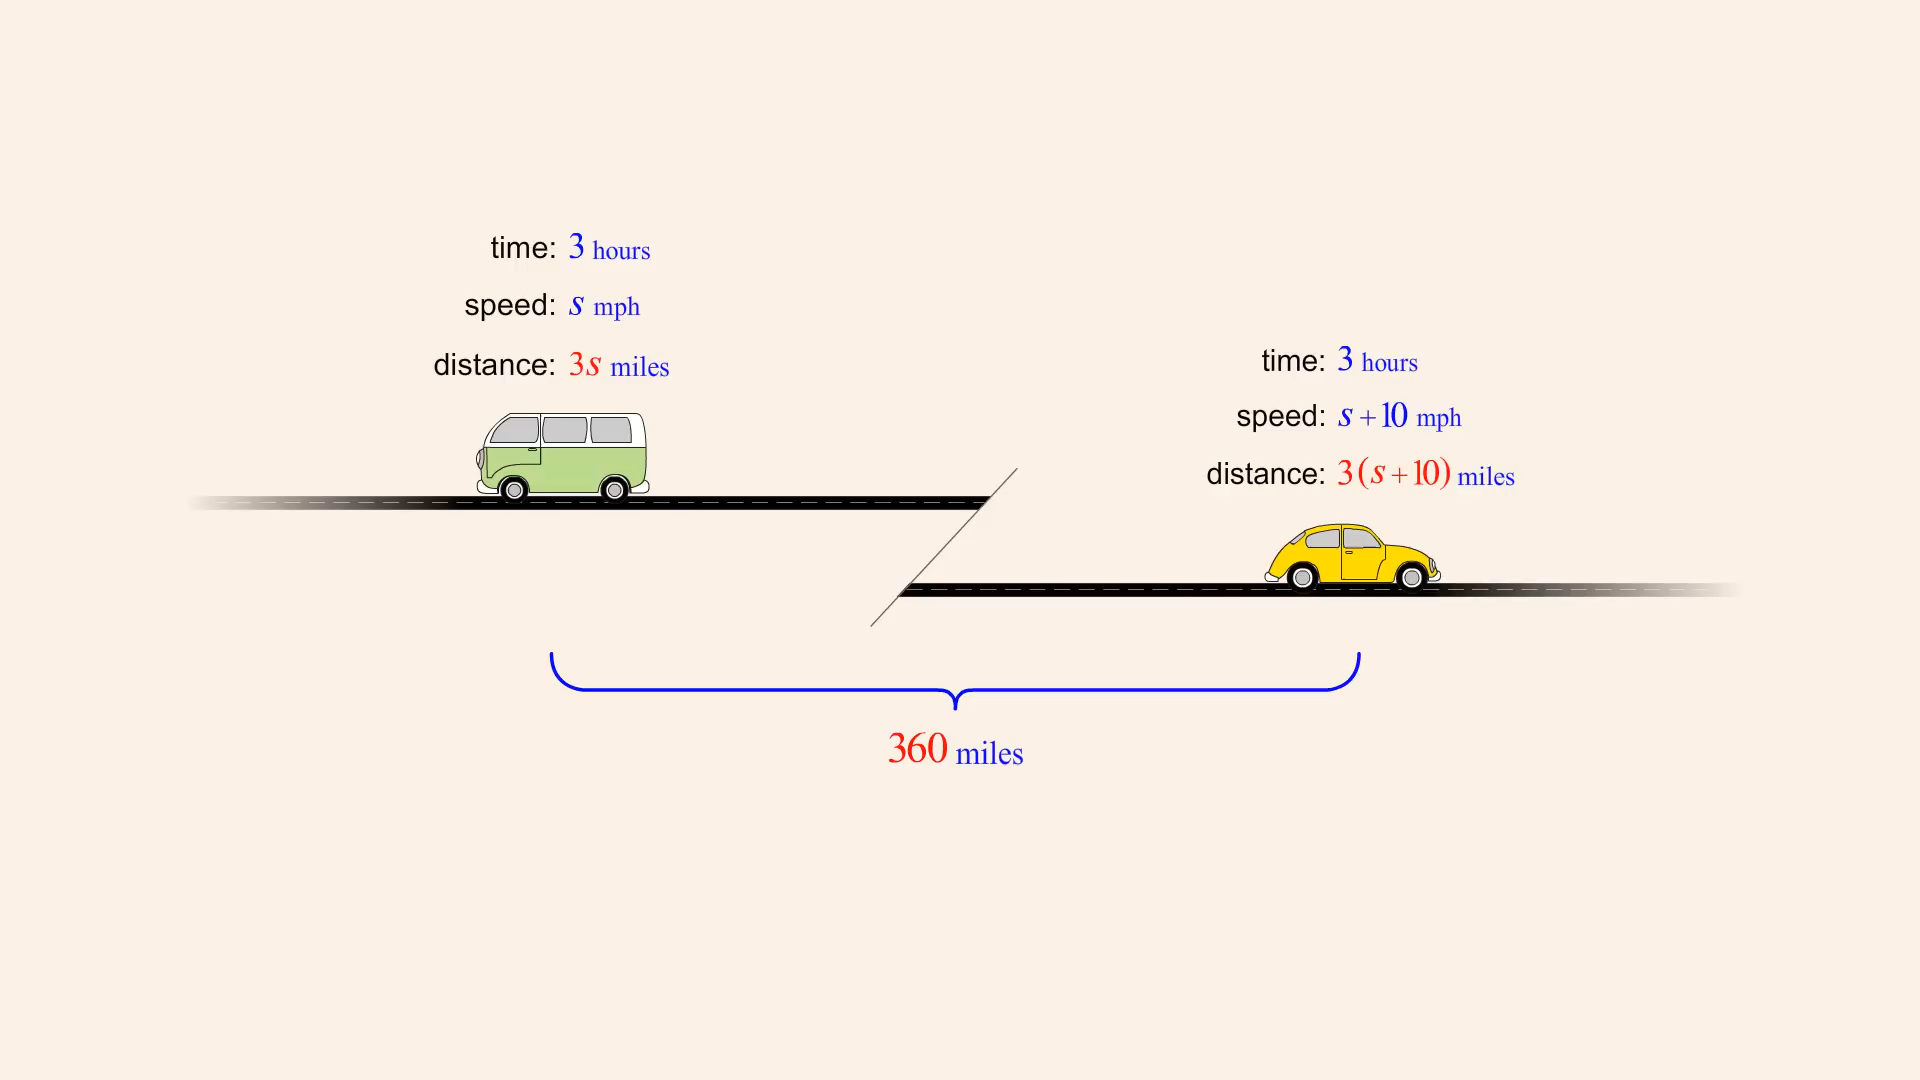 time: 3 hours
speed: s mph
distance: 3s miles
time: 3 hours
speed: s + 10 mph
distance: 3(s + 10) miles
360 miles